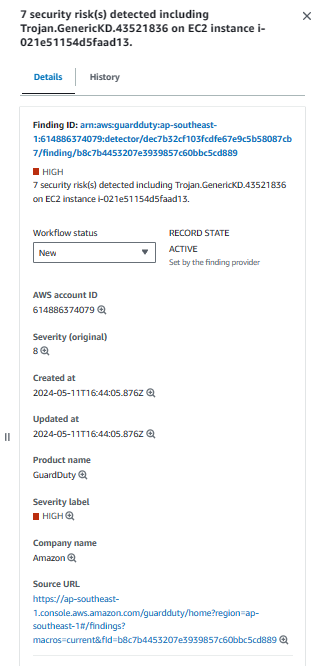 7 security risk(s) detected including
Trojan.GenericKD.43521836 on EC2 instance i-
021e51154d5faad13.
Details
History
Finding ID: arn:aws:guardduty:ap-southeast-
1:614886374079:detector/dec7b32cf103fcdfe67e9c5b58087cb
7/finding/b8c7b4453207e3939857c60bbc5cd889
HIGH
7 security risk(s) detected including Trojan.GenericKD.43521836
on EC2 instance i-021e51154d5faad13.
Workflow status
RECORD STATE
New
ACTIVE
Set by the finding provider
AWS account ID
614886374079
Severity (original)
8
Created at
2024-05-11T16:44:05.876Z
Updated at
2024-05-11T16:44:05.876Z
Product name
GuardDuty
Severity label
HIGH
Company name
Amazon
Source URL
https://ap-southeast-
1.console.aws.amazon.com/guardduty/home?region=ap-
southeast-1#/findings?
macros=current&fId=b8c7b4453207e3939857c60bbc5cd889